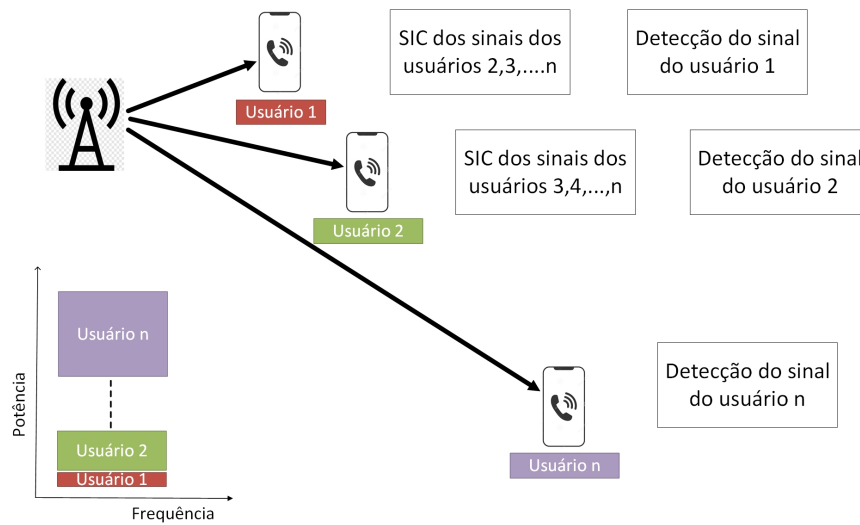 SIC dos sinais dos
usuários 2,3,....n
Detecção do sinal
do usuário 1
Usuário 1
SIC dos sinais dos
usuários 3,4,...,n
Detecção do sinal
do usuário 2
Usuário 2
Detecção do sinal
do usuário n
Usuário n
Potência
Usuário n
Usuário 2
Usuário 1
Frequência